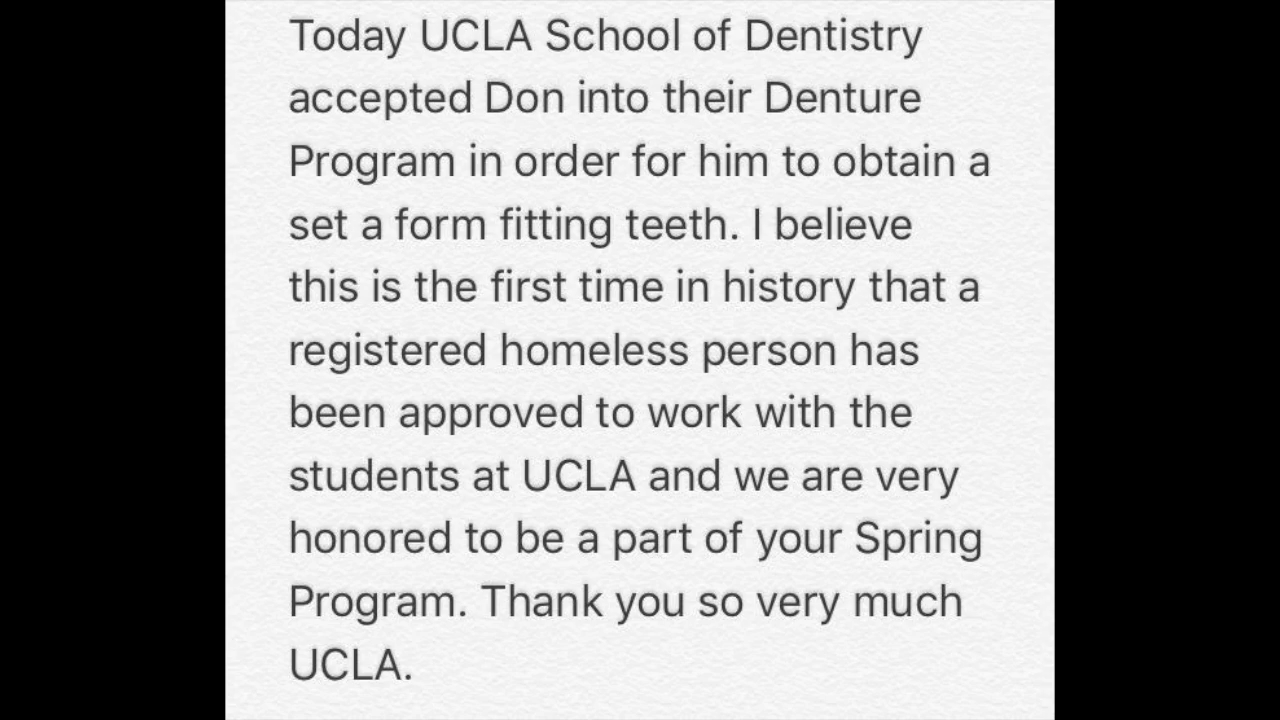 Today UCLA School of Dentistry
accepted Don into their Denture
Program in order for him to obtain a
set a form fitting teeth. I believe
this is the first time in history that a
registered homeless person has
been approved to work with the
students at UCLA and we are very
honored to be a part of your Spring
Program. Thank you so very much
UCLA.